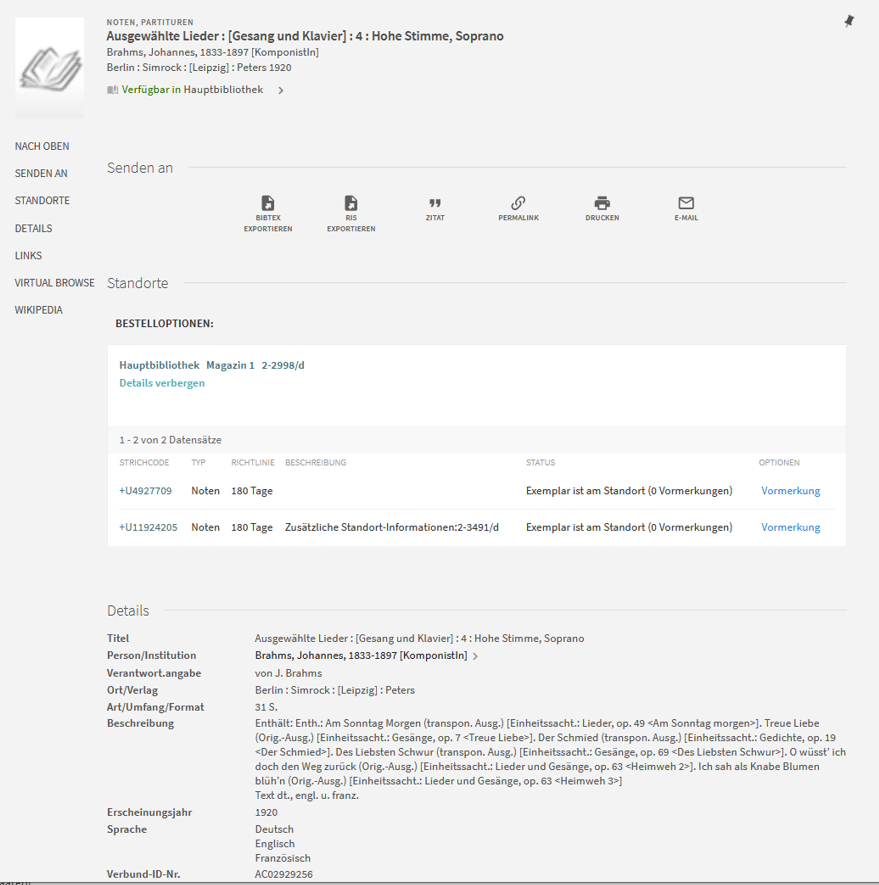 NOTEN, PARTITUREN
Ausgewählte Lieder : [Gesang und Klavier] : 4 : Hohe Stimme, Soprano
Brahms, Johannes, 1833-1897 [KomponistIn]
Berlin : Simrock : [Leipzig] : Peters 1920
Verfügbar in Hauptbibliothek
NACH OBEN
SENDEN AN
STANDORTE
DETAILS
LINKS
VIRTUAL BROWSE
WIKIPEDIA
Senden an
BIBTEX EXPORTIEREN
RIS EXPORTIEREN
ZITAT
PERMALINK
DRUCKEN
E-MAIL
Standorte
BESTELLOPTIONEN:
Hauptbibliothek Magazin 1 2-2998/d
Details verbergen
1 - 2 von 2 Datensätze
STRICHCODE TYP RICHTLINIE BESCHREIBUNG STATUS OPTIONEN
+U4927709 Noten 180 Tage Exemplar ist am Standort (0 Vormerkungen) Vormerkung
+U11924205 Noten 180 Tage Zusätzliche Standort-Informationen:2-3491/d Exemplar ist am Standort (0 Vormerkungen) Vormerkung
Details
Titel Ausgewählte Lieder : [Gesang und Klavier] : 4 : Hohe Stimme, Soprano
Person/Institution Brahms, Johannes, 1833-1897 [KomponistIn]
Verantwort.angabe von J. Brahms
Ort/Verlag Berlin : Simrock : [Leipzig] : Peters
Art/Umfang/Format 31 S.
Beschreibung Enthält: Enth.: Am Sonntag Morgen (transpon. Ausg.) [Einheitssacht.: Lieder, op. 49 <Am Sonntag morgen>]. Treue Liebe
(Orig.-Ausg.) [Einheitssacht.: Gesänge, op. 7 <Treue Liebe>]. Der Schmied (transpon. Ausg.) [Einheitssacht.: Gedichte, op. 19
<Der Schmied>]. Des Liebsten Schwur (transpon. Ausg.) [Einheitssacht.: Gesänge, op. 69 <Des Liebsten Schwur>]. O wüsst' ich
doch den Weg zurück (Orig.-Ausg.) [Einheitssacht.: Lieder und Gesänge, op. 63 <Heimweh 2>]. Ich sah als Knabe Blumen
blüh'n (Orig.-Ausg.) [Einheitssacht.: Lieder und Gesänge, op. 63 <Heimweh 3>]
Text dt., engl. u. franz.
Erscheinungsjahr 1920
Sprache Deutsch
Englisch
Französisch
Verbund-ID-Nr. AC02929256